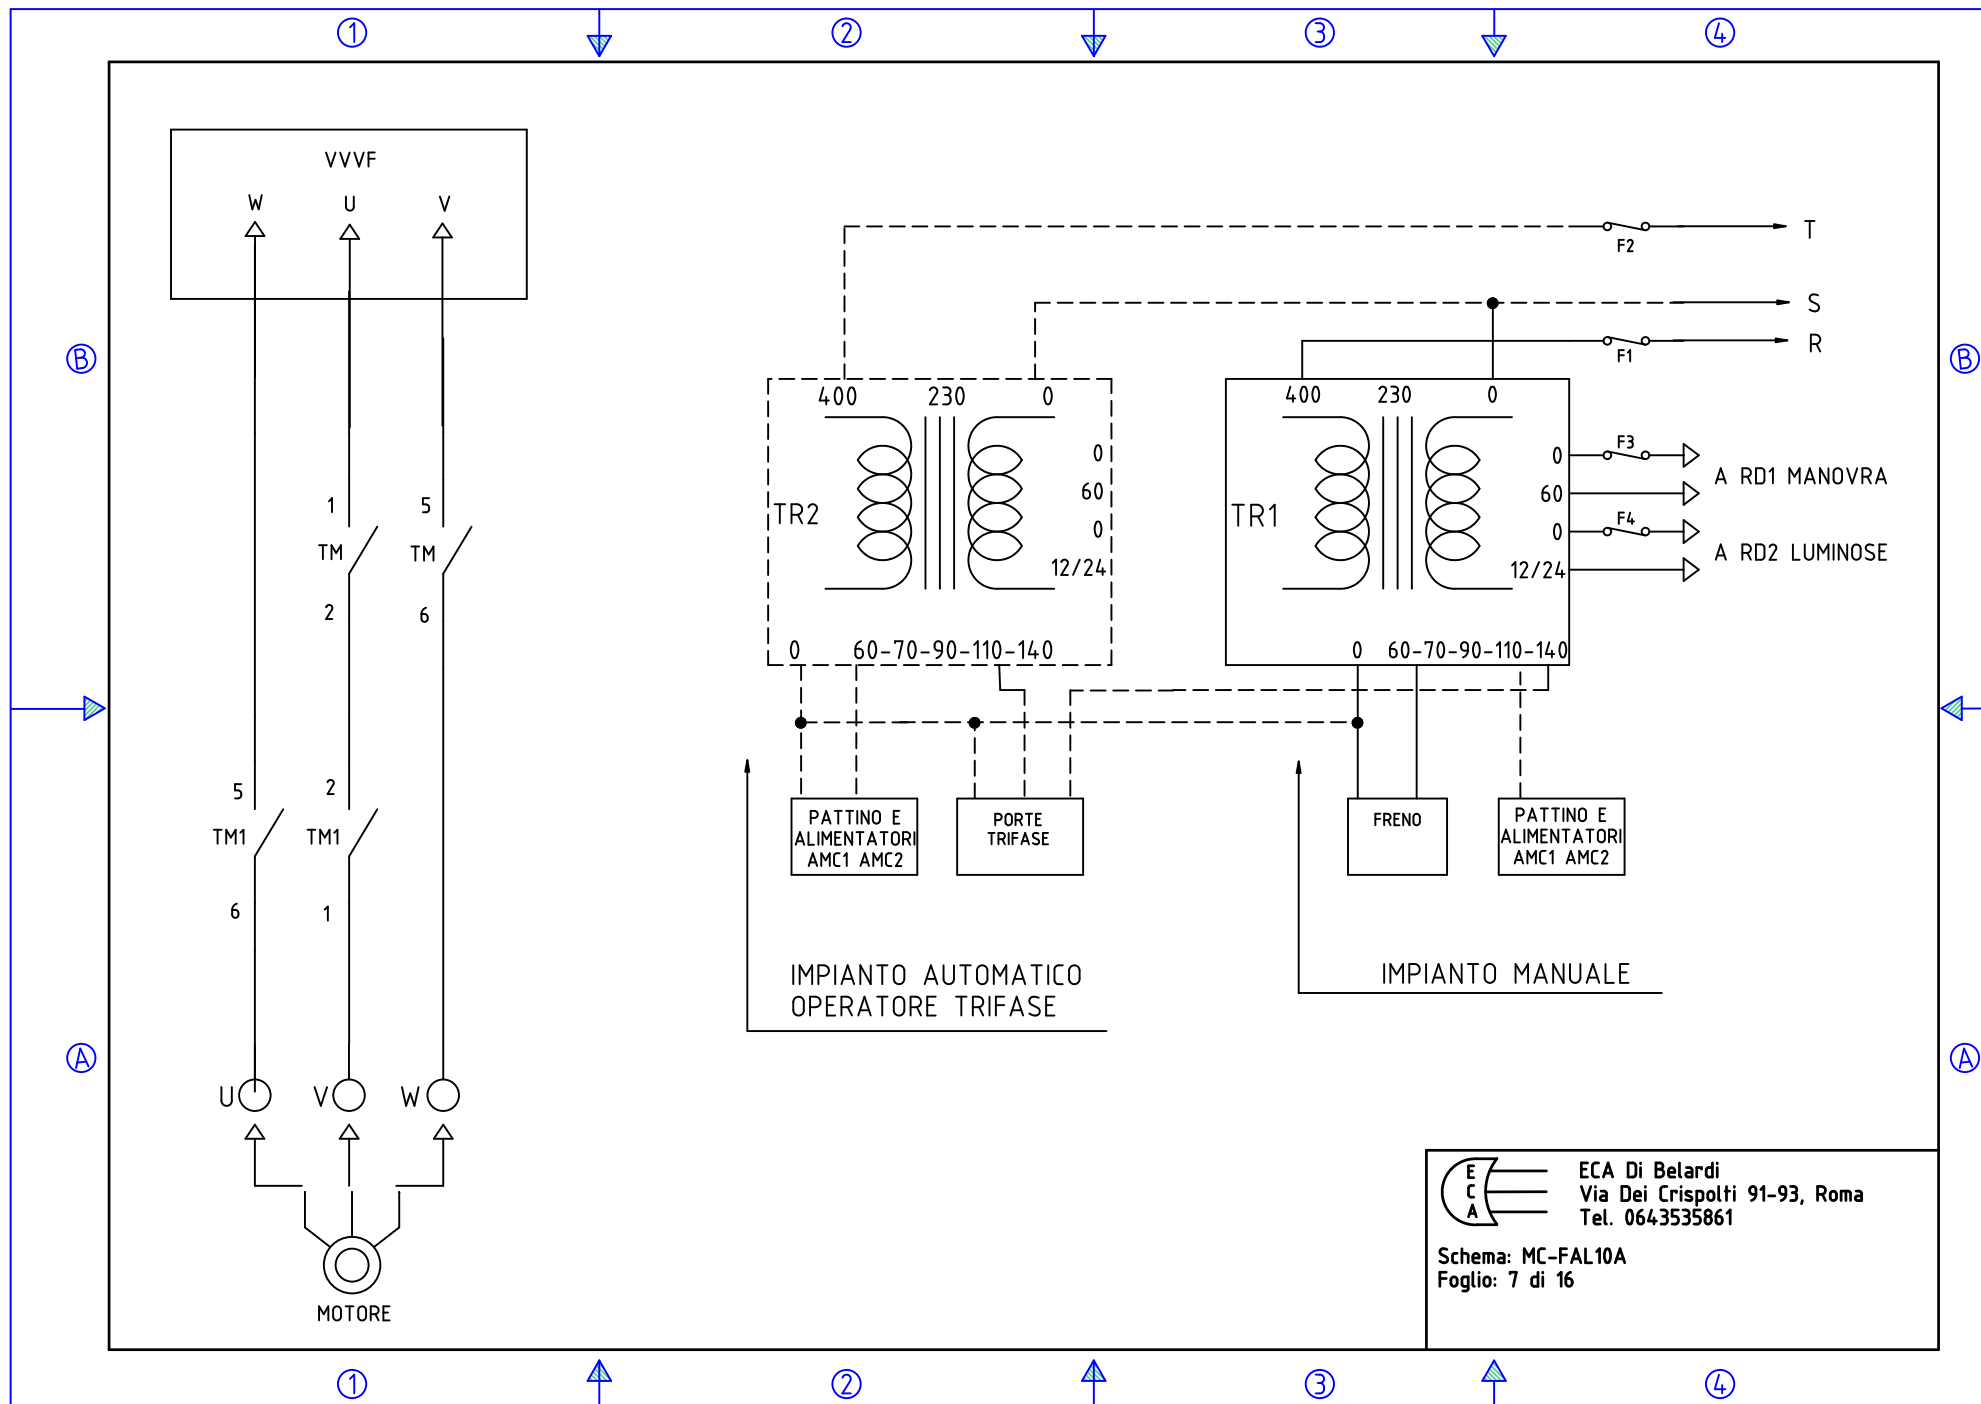 1 2 3 4
VVVF
W U V
T
F2
S
R
F1
B B
400 230 0
400 230 0
0
60
0
12/24
TR2
0
60
0
12/24
TR1
F3
A RD1 MANOVRA
F4
A RD2 LUMINOSE
1 5
TM TM
2 6
0 60-70-90-110-140
0 60-70-90-110-140
5 2
TM1 TM1
6 1
PATTINO E
ALIMENTATORI
AMC1 AMC2
PORTE
TRIFASE
FRENO
PATTINO E
ALIMENTATORI
AMC1 AMC2
IMPIANTO AUTOMATICO
OPERATORE TRIFASE
IMPIANTO MANUALE
A A
U V W
MOTORE
E
C
A
ECA Di Belardi
Via Dei Crispolti 91-93, Roma
Tel. 0643535861
Schema: MC-FAL10A
Foglio: 7 di 16
1 2 3 4